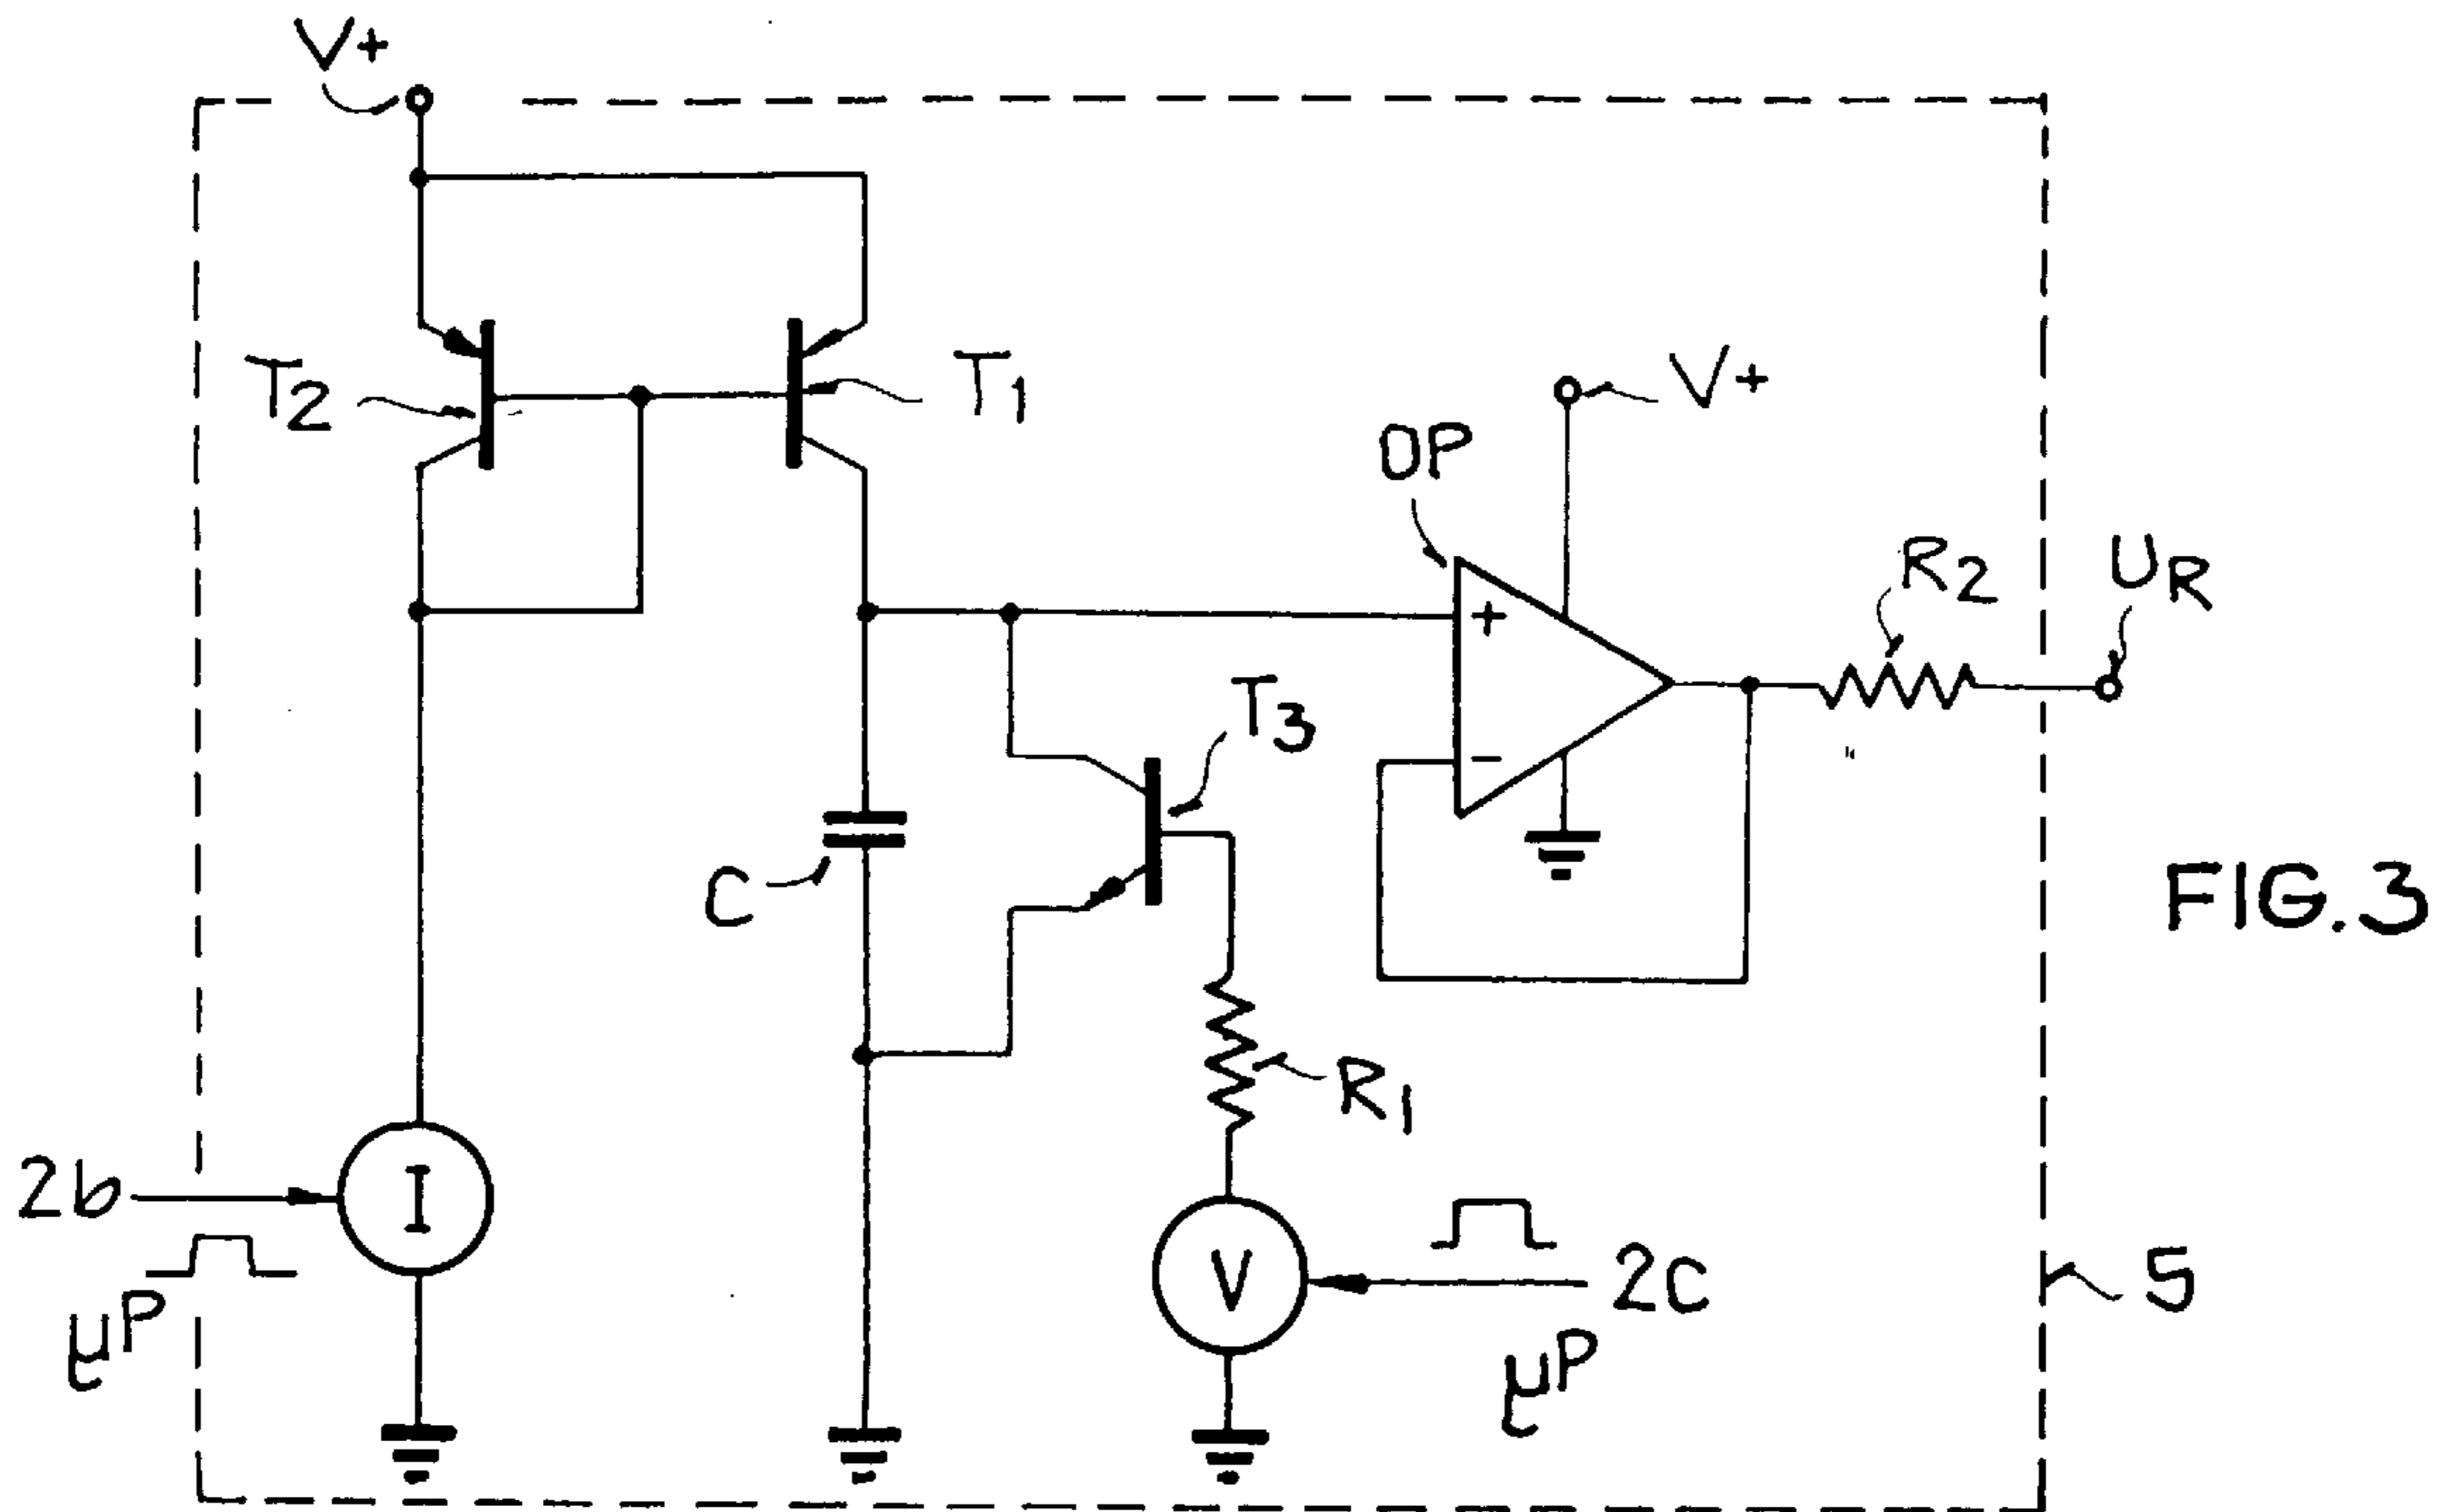 V+
T2
T1
V+
OP
+
−
R2
UR
T3
C
FIG.3
R1
2b
I
µP
V
2c
µP
5